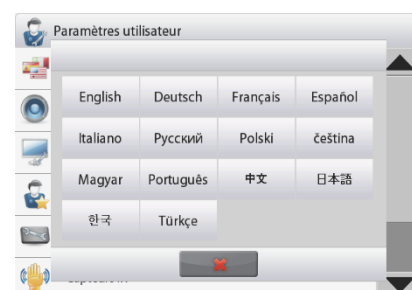 Paramètres utilisateur
English Deutsch Français Español
Italiano Русский Polski čeština
Magyar Português 中文 日本語
한국 Türkçe